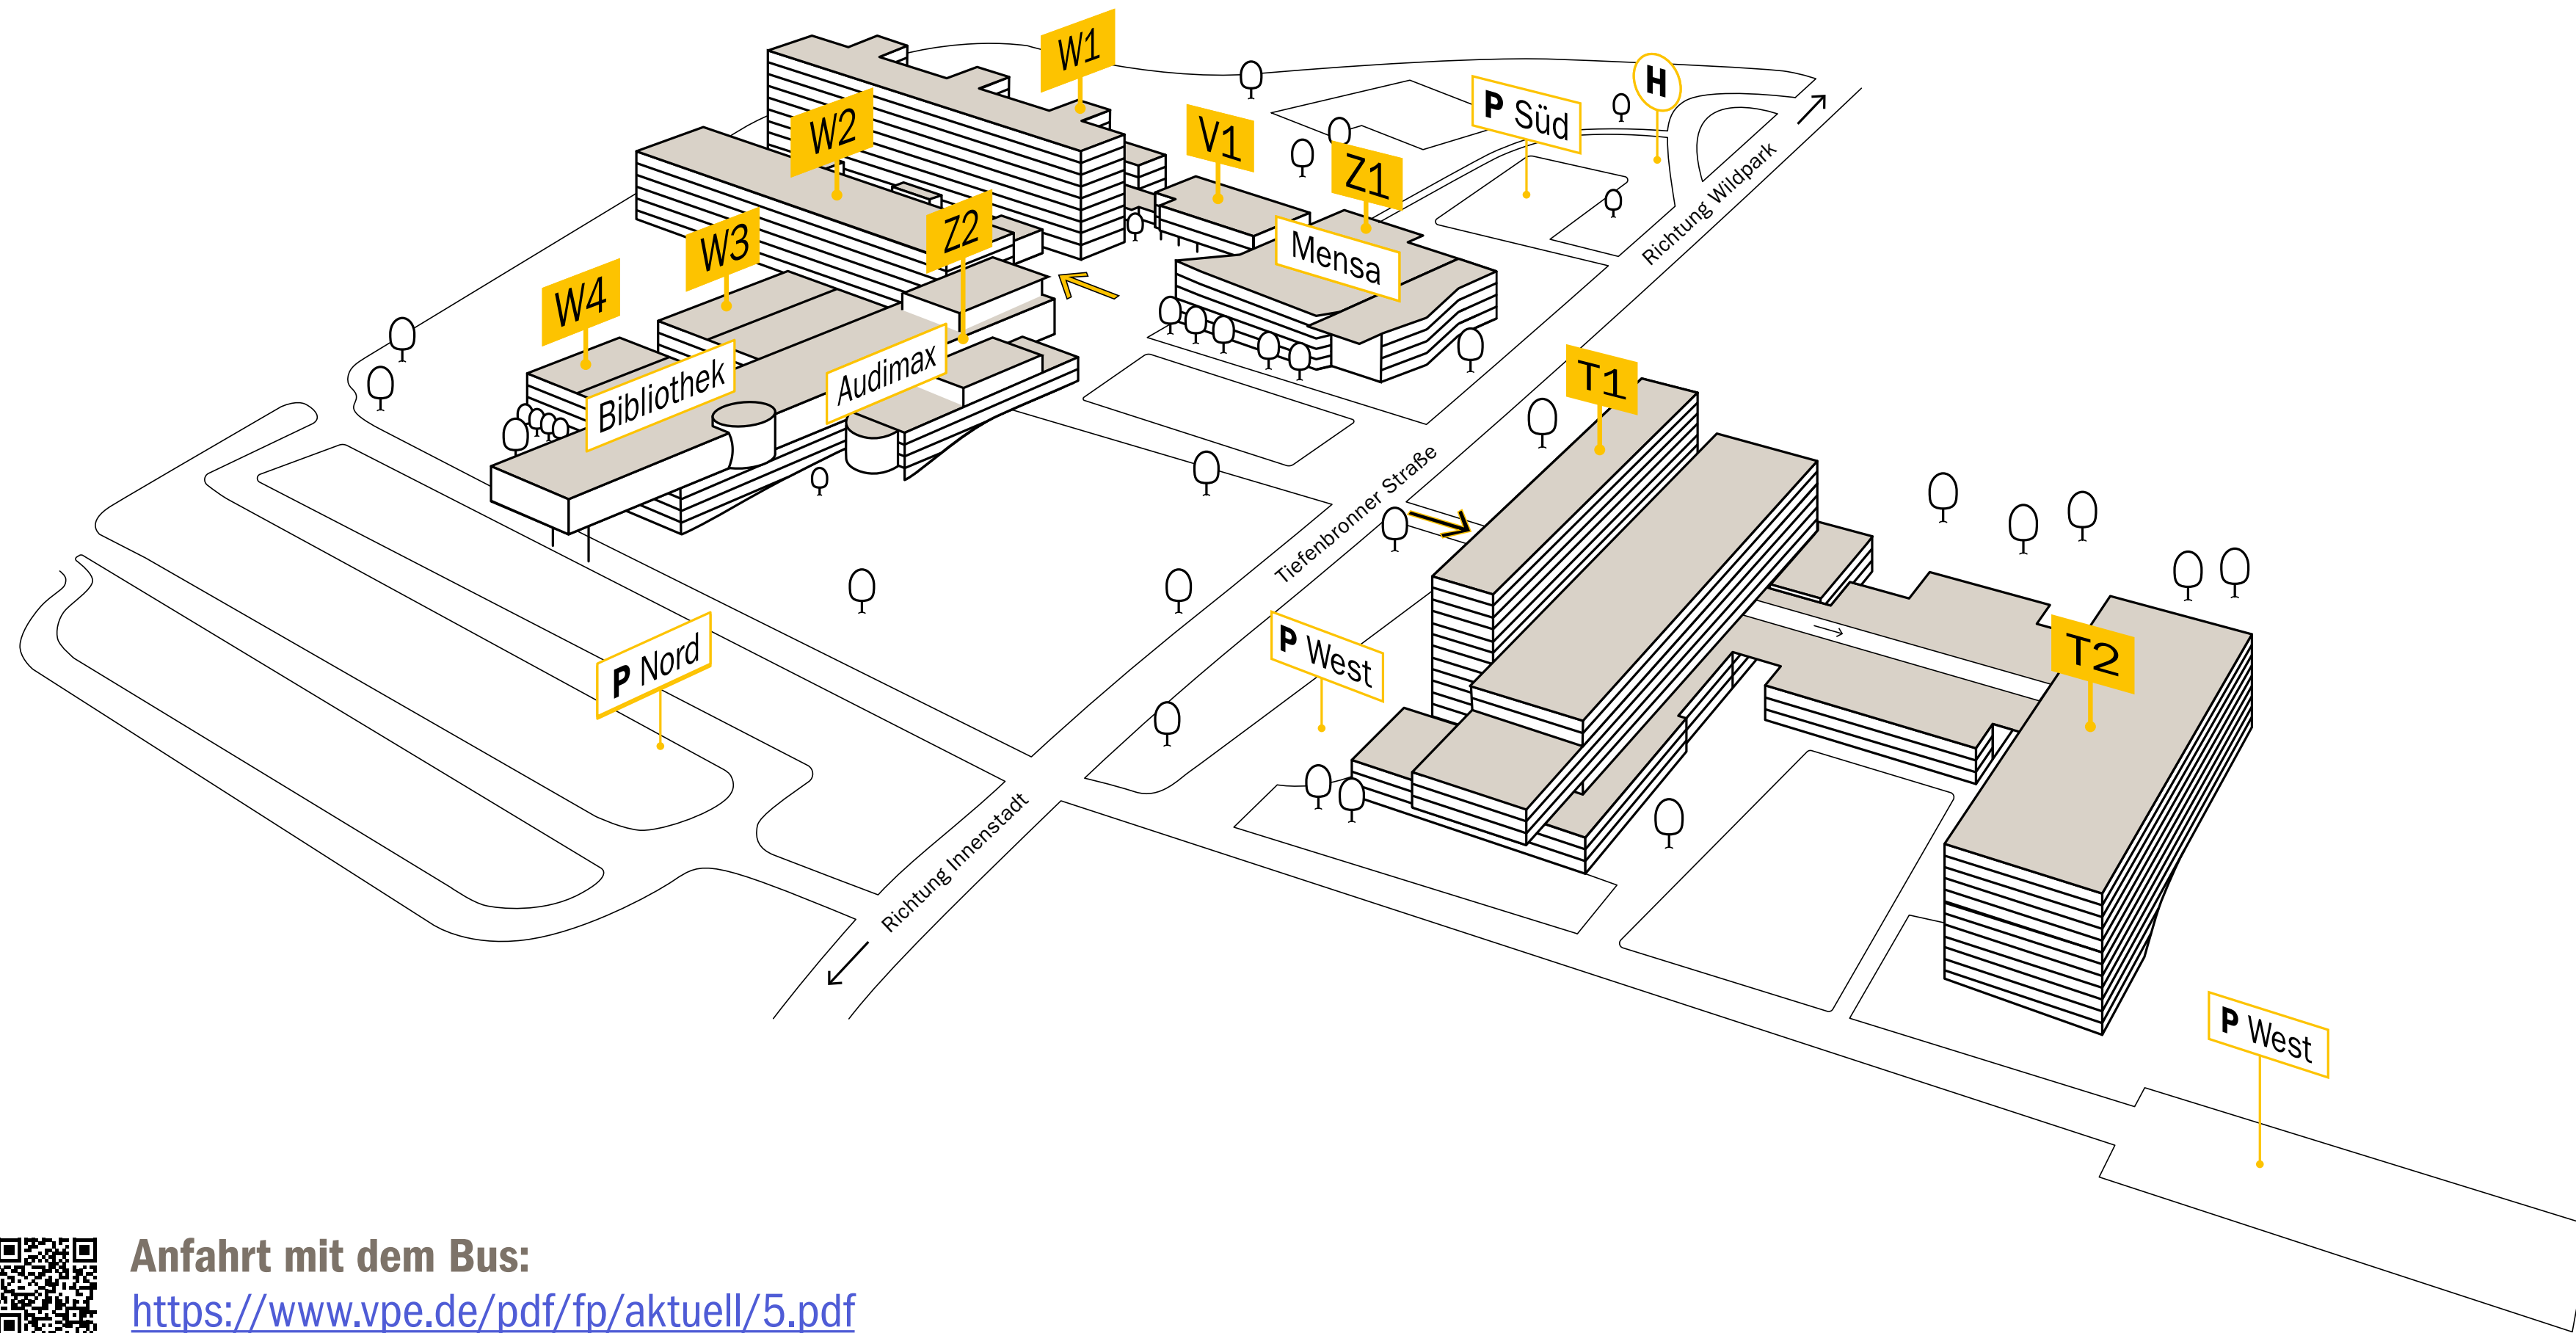 W1
H
P Süd
W2
V1
Z1
Richtung Wildpark
W3
Z2
Mensa
W4
Bibliothek
Audimax
T1
Tiefenbronner Straße
P Nord
P West
T2
Richtung Innenstadt
P West
Anfahrt mit dem Bus:
https://www.vpe.de/pdf/fp/aktuell/5.pdf